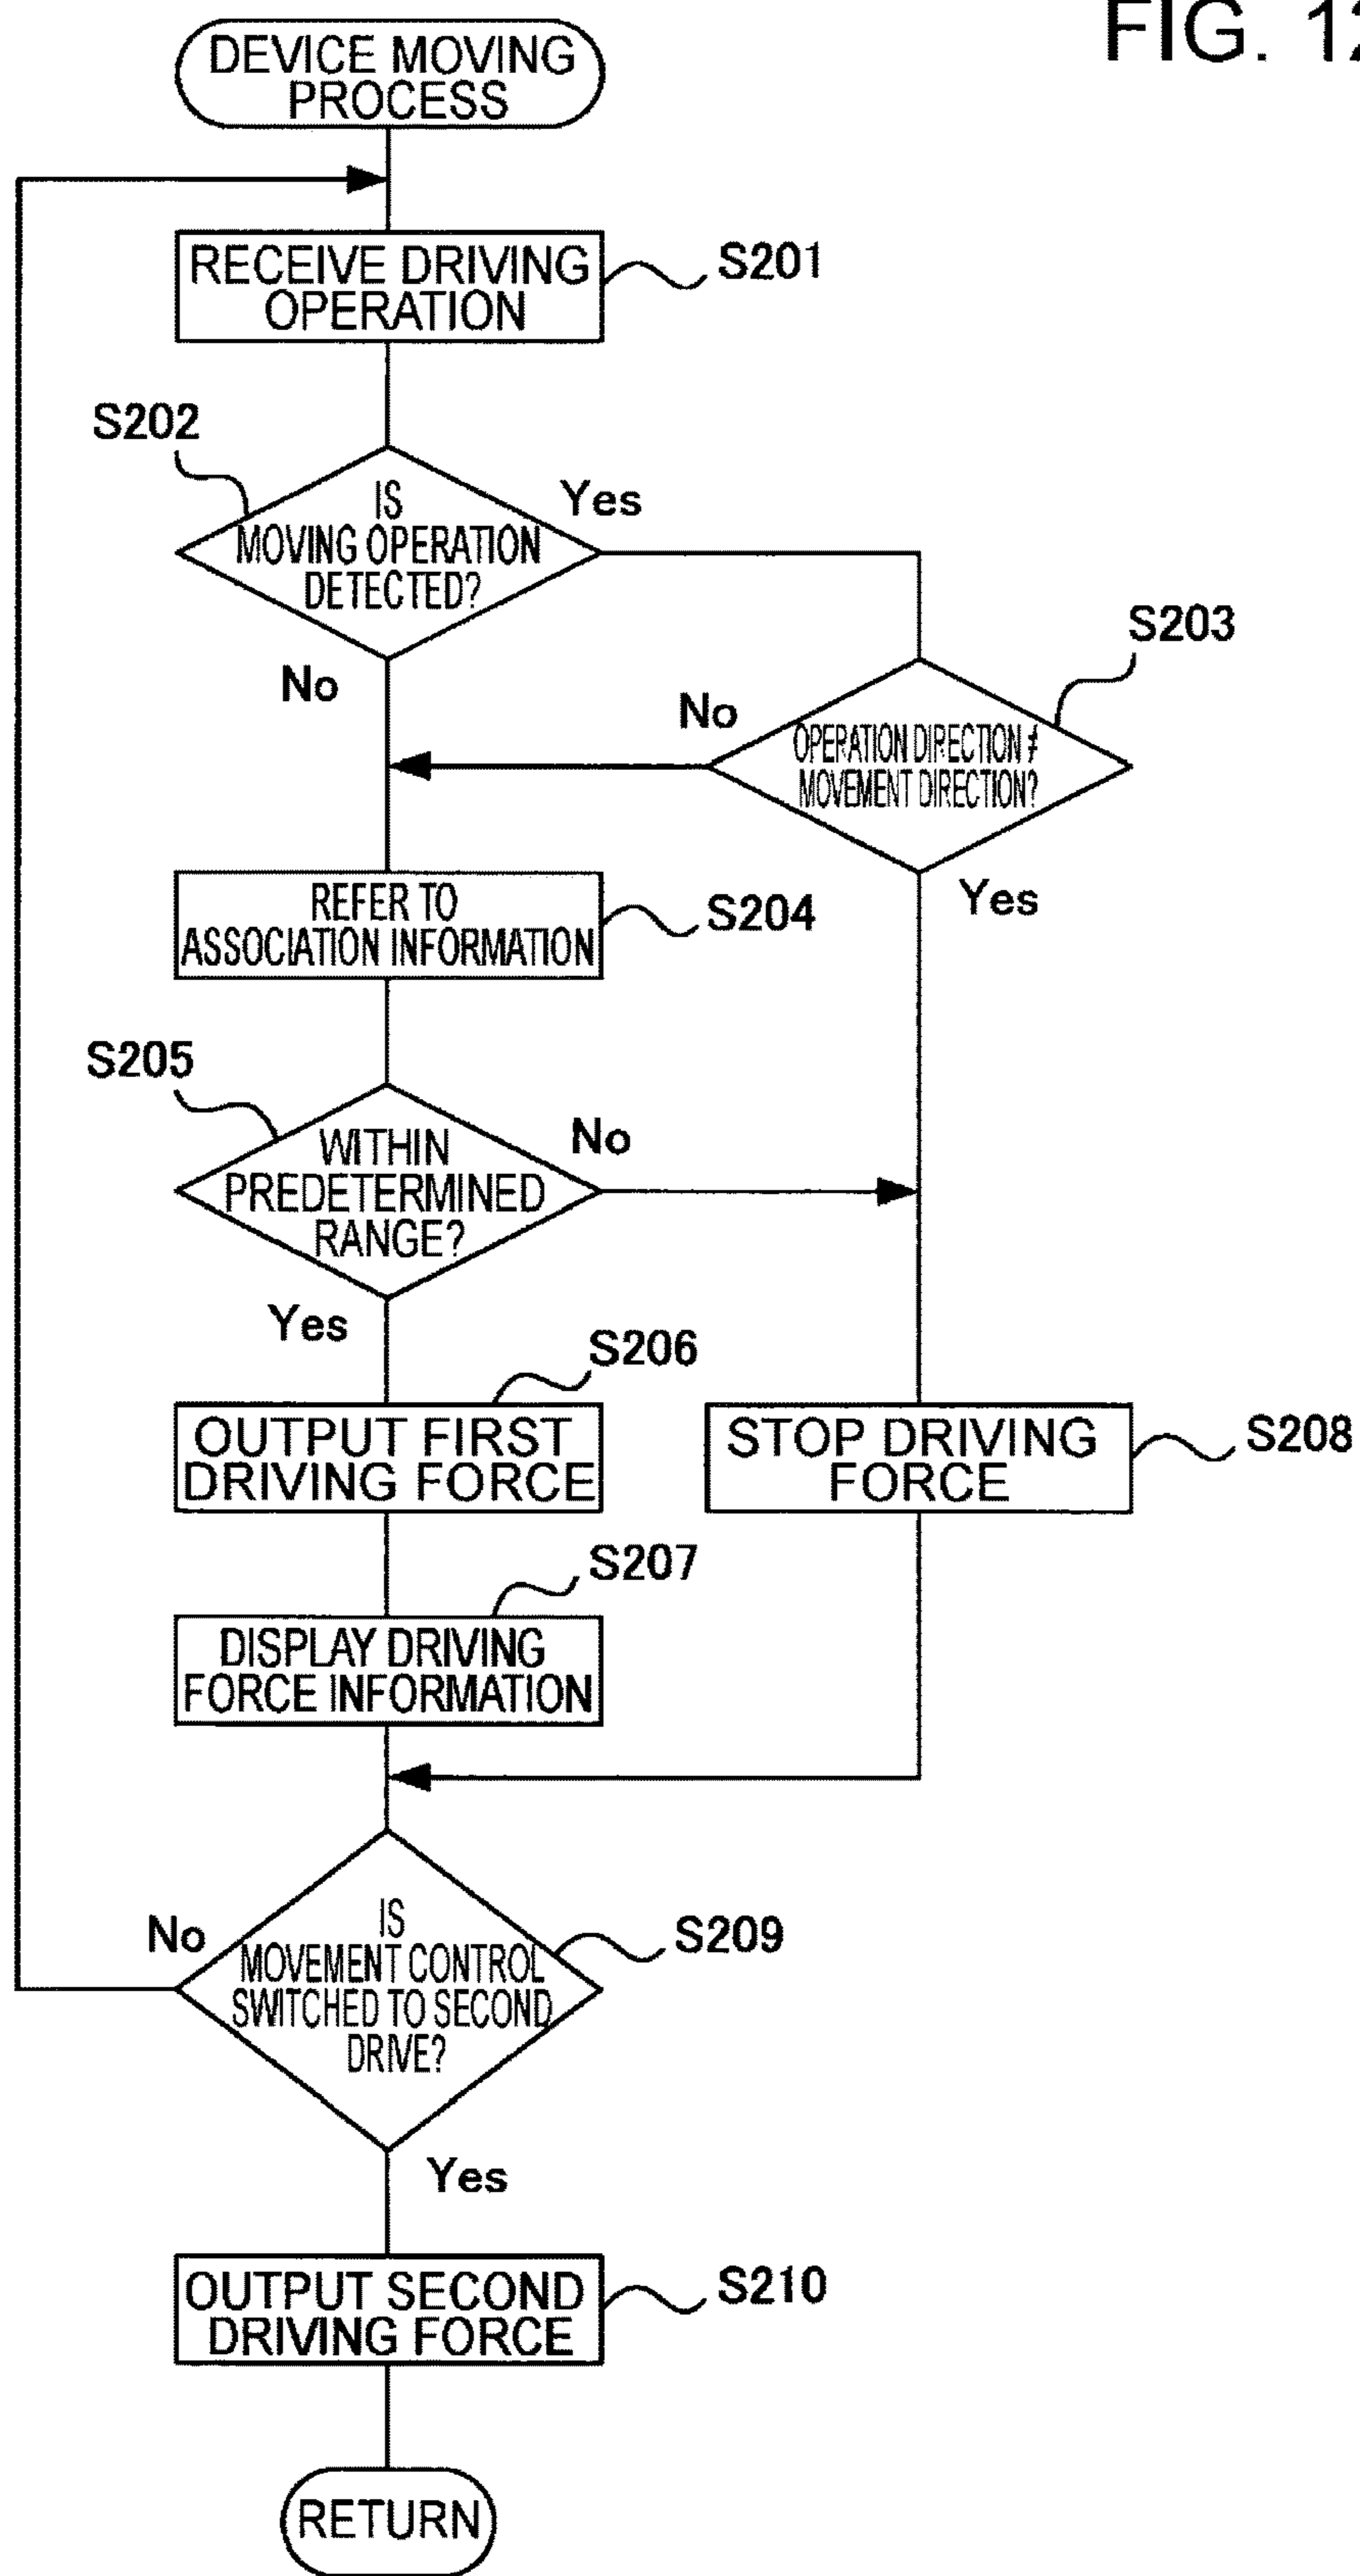 FIG. 12
DEVICE MOVING
PROCESS
RECEIVE DRIVING
OPERATION
S201
S202
IS
MOVING OPERATION
DETECTED?
Yes
No
S203
OPERATION DIRECTION ≠
MOVEMENT DIRECTION?
No
Yes
REFER TO
ASSOCIATION INFORMATION
S204
S205
WITHIN
PREDETERMINED
RANGE?
No
Yes
S206
OUTPUT FIRST
DRIVING FORCE
STOP DRIVING
FORCE
S208
S207
DISPLAY DRIVING
FORCE INFORMATION
IS
MOVEMENT CONTROL
SWITCHED TO SECOND
DRIVE?
No
S209
Yes
OUTPUT SECOND
DRIVING FORCE
S210
RETURN